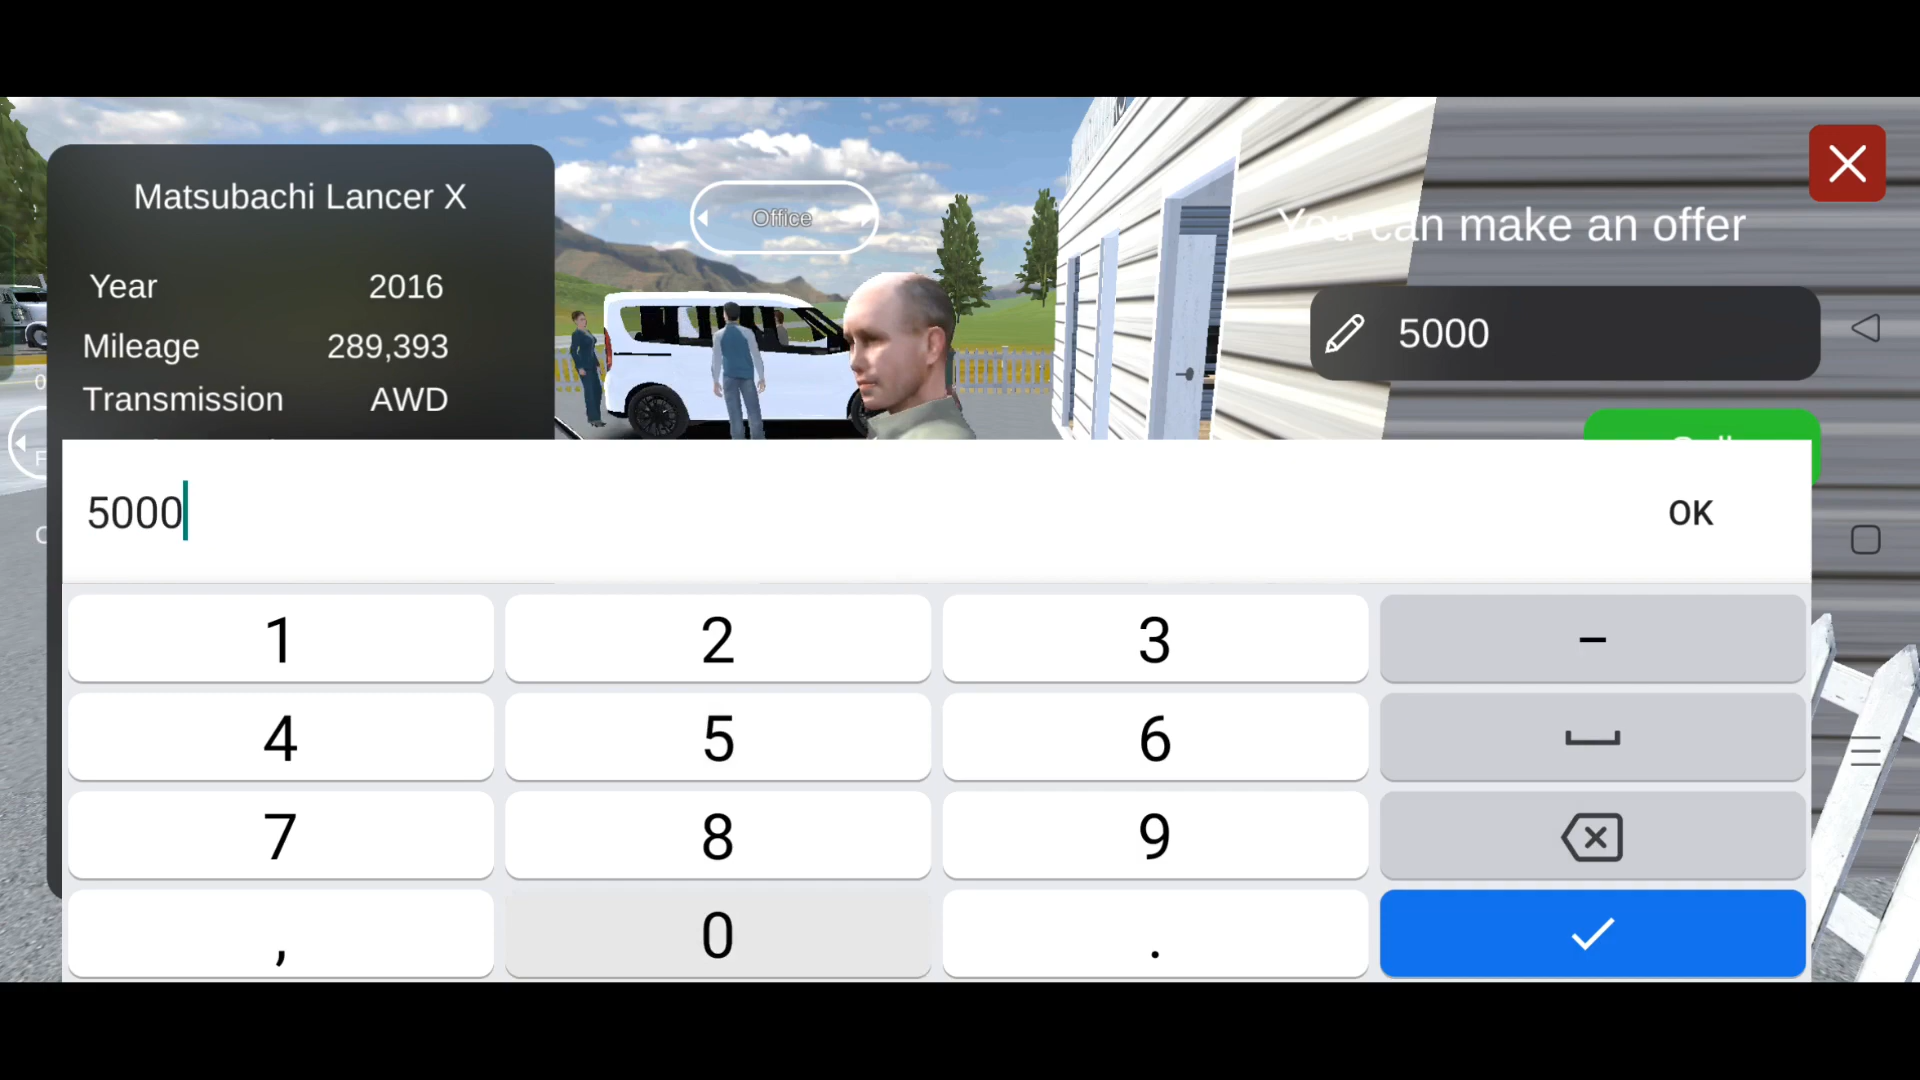 Matsubachi Lancer X
Year 2016
Mileage 289,393
Transmission AWD
Office
You can make an offer
5000
5000
OK
1 2 3 –
4 5 6
7 8 9
, 0 .